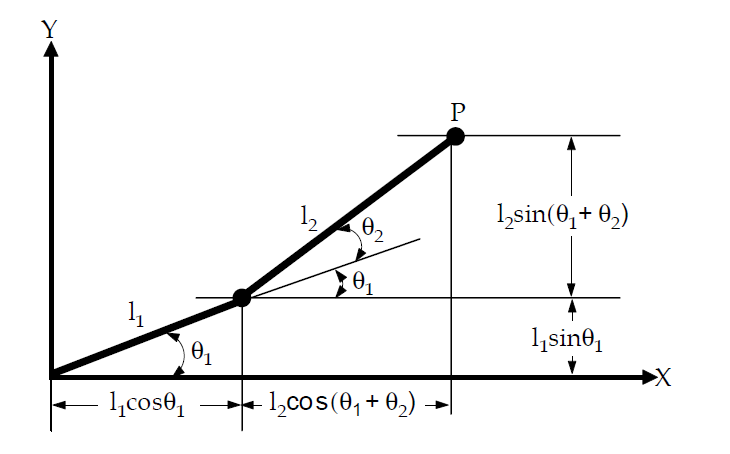 Y
P
l₂
θ₂
l₂sin(θ₁+ θ₂)
θ₁
l₁
θ₁
l₁sinθ₁
X
l₁cosθ₁
l₂cos(θ₁+ θ₂)